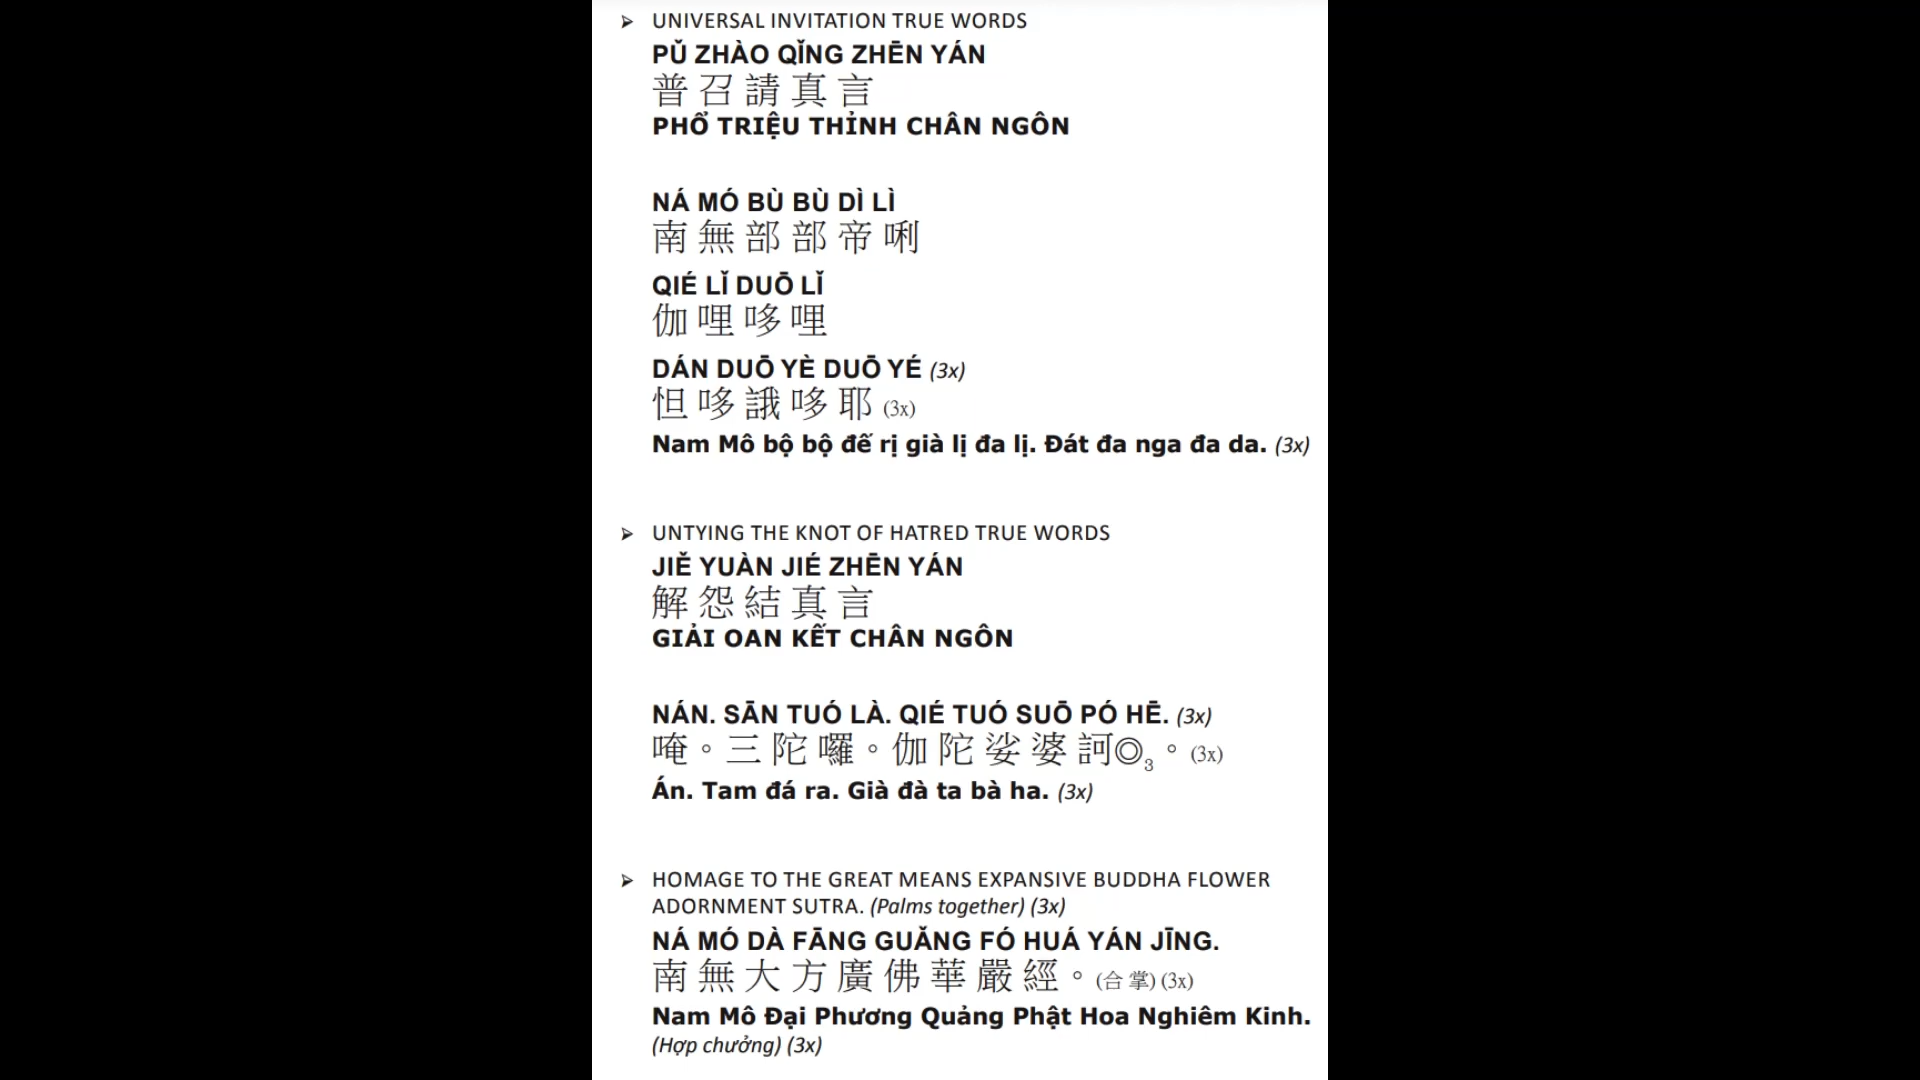 ➢ UNIVERSAL INVITATION TRUE WORDS
PǓ ZHÀO QǏNG ZHĒN YÁN
普召請真言
PHỔ TRIỆU THỈNH CHÂN NGÔN
NÁ MÓ BÙ BÙ DÌ LÌ
南無部部帝唎
QIÉ LǏ DUŌ LǏ
伽哩哆哩
DÁN DUŌ YÈ DUŌ YÉ (3x)
怛哆誐哆耶 (3x)
Nam Mô bộ bộ đế rị già lị đa lị. Đát đa nga đa da. (3x)
➢ UNTYING THE KNOT OF HATRED TRUE WORDS
JIĚ YUÀN JIÉ ZHĒN YÁN
解怨結真言
GIẢI OAN KẾT CHÂN NGÔN
NÁN. SĀN TUÓ LÀ. QIÉ TUÓ SUŌ PÓ HĒ. (3x)
唵。三陀囉。伽陀娑婆訶◎3。(3x)
Án. Tam đá ra. Già đà ta bà ha. (3x)
➢ HOMAGE TO THE GREAT MEANS EXPANSIVE BUDDHA FLOWER
ADORNMENT SUTRA. (Palms together) (3x)
NÁ MÓ DÀ FĀNG GUǍNG FÓ HUÁ YÁN JĪNG.
南無大方廣佛華嚴經。(合掌) (3x)
Nam Mô Đại Phương Quảng Phật Hoa Nghiêm Kinh.
(Hợp chưởng) (3x)